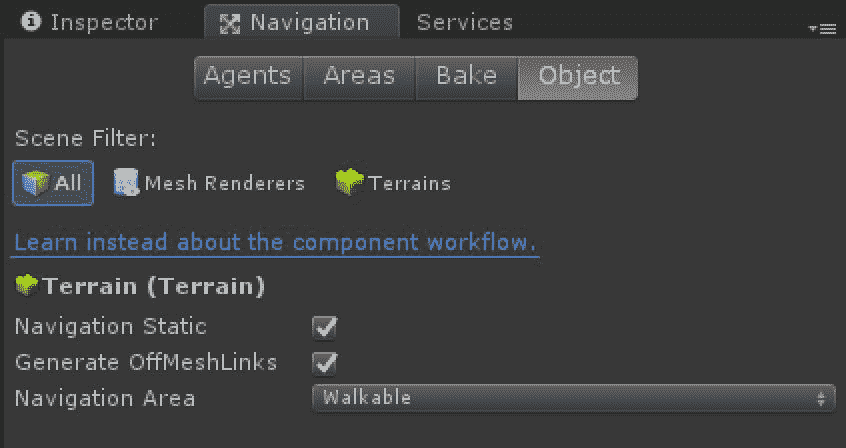 Inspector Navigation Services
Agents Areas Bake Object
Scene Filter:
All Mesh Renderers Terrains
Learn instead about the component workflow.
Terrain (Terrain)
Navigation Static
Generate OffMeshLinks
Navigation Area Walkable